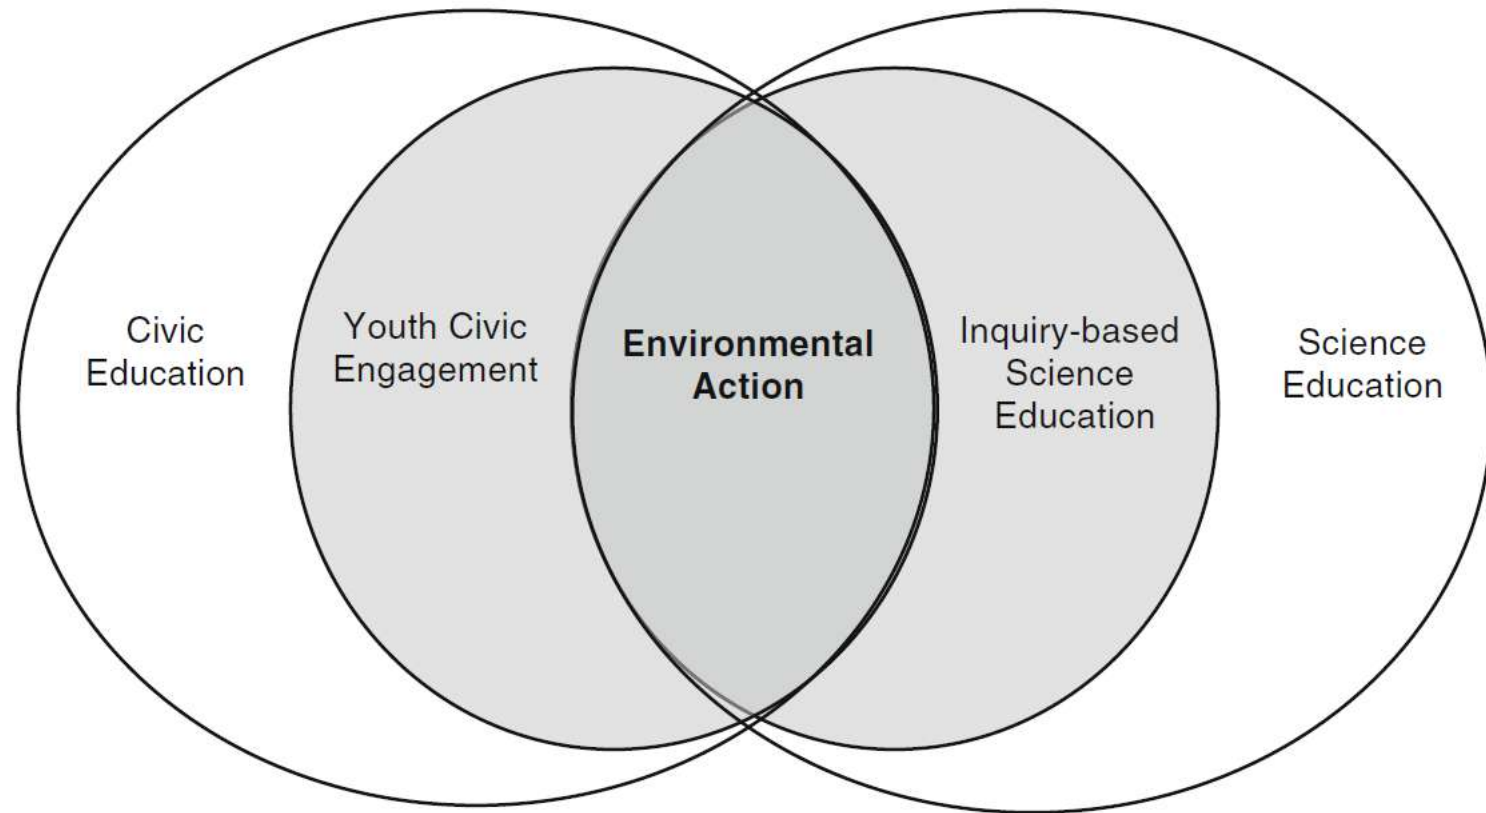 Civic
Education
Youth Civic
Engagement
Environmental
Action
Inquiry-based
Science
Education
Science
Education